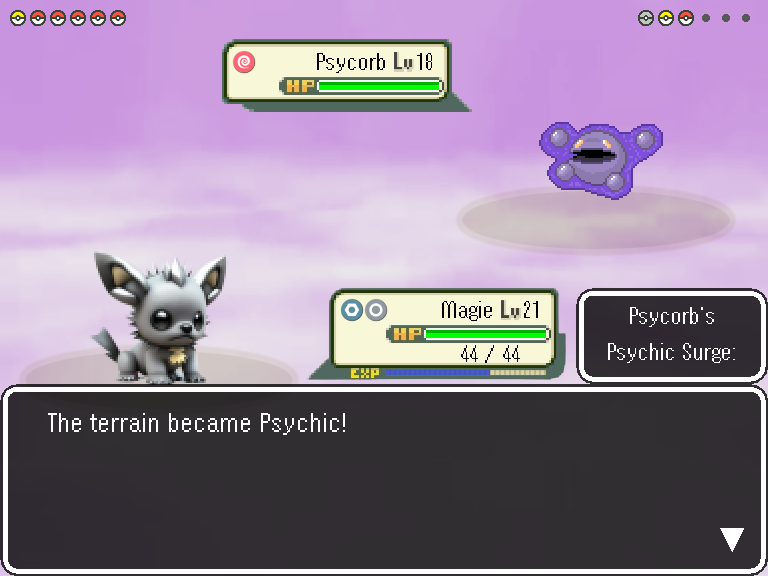 Psycorb Lv18
HP
Magie Lv21
HP
44 / 44
EXP
Psycorb's
Psychic Surge:
The terrain became Psychic!